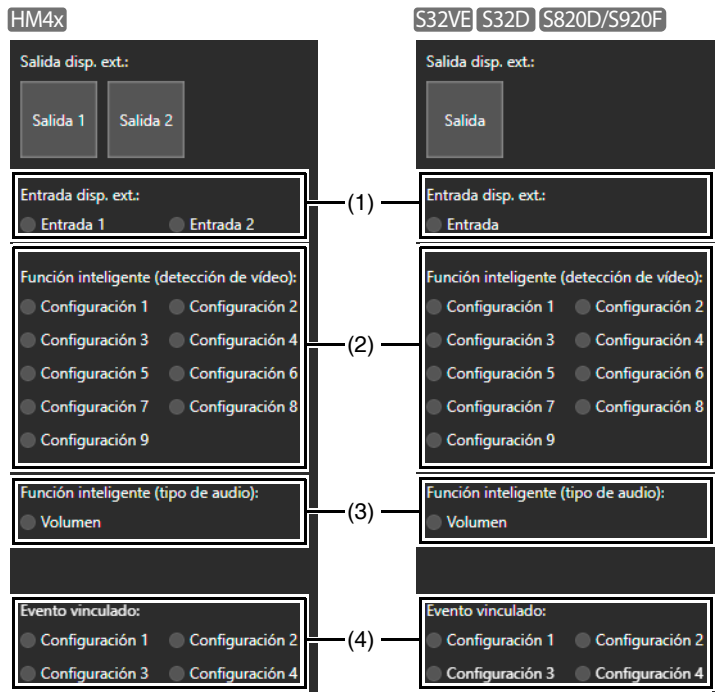 HM4x
Salida disp. ext.:
Salida 1 Salida 2
Entrada disp. ext.:
Entrada 1 Entrada 2
Función inteligente (detección de vídeo):
Configuración 1 Configuración 2
Configuración 3 Configuración 4
Configuración 5 Configuración 6
Configuración 7 Configuración 8
Configuración 9
Función inteligente (tipo de audio):
Volumen
Evento vinculado:
Configuración 1 Configuración 2
Configuración 3 Configuración 4
(1)
(2)
(3)
(4)
S32VE S32D S820D/S920F
Salida disp. ext.:
Salida
Entrada disp. ext.:
Entrada
Función inteligente (detección de vídeo):
Configuración 1 Configuración 2
Configuración 3 Configuración 4
Configuración 5 Configuración 6
Configuración 7 Configuración 8
Configuración 9
Función inteligente (tipo de audio):
Volumen
Evento vinculado:
Configuración 1 Configuración 2
Configuración 3 Configuración 4